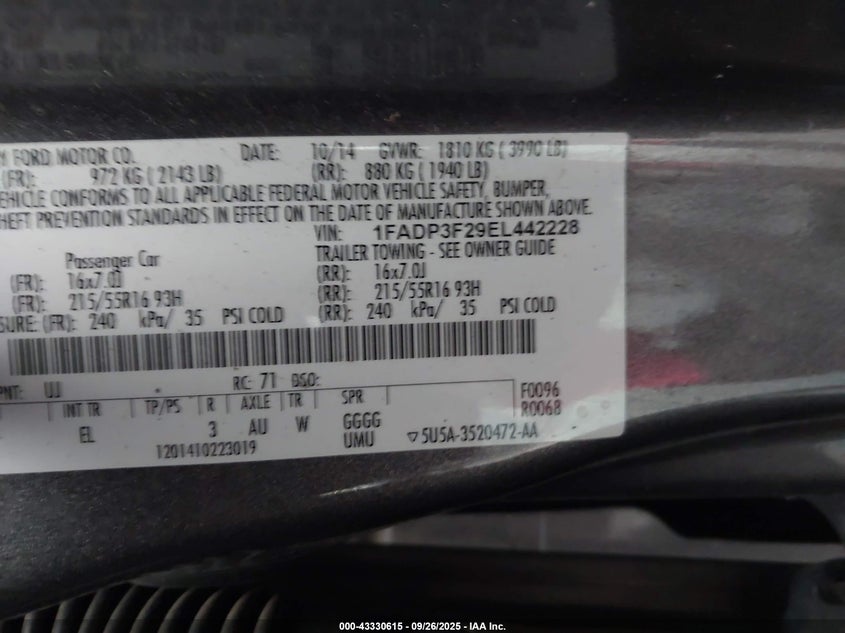 FORD MOTOR CO. DATE: 10/14 GVWR: 1810 KG ( 3990 LB)
(FR): 972 KG ( 2143 LB) (RR): 880 KG ( 1940 LB)
VEHICLE CONFORMS TO ALL APPLICABLE FEDERAL MOTOR VEHICLE SAFETY, BUMPER,
THEFT PREVENTION STANDARDS IN EFFECT ON THE DATE OF MANUFACTURE SHOWN ABOVE.
VIN: 1FADP3F29EL442228
Passenger Car TRAILER TOWING - SEE OWNER GUIDE
(FR): 16x7.0J (RR): 16x7.0J
(FR): 215/55R16 93H (RR): 215/55R16 93H
SURE: (FR): 240 kPa/ 35 PSI COLD (RR): 240 kPa/ 35 PSI COLD
PNT: UJ RC: 71 DSO:
INT TR TP/PS R AXLE TR SPR F0096
EL 3 AU W GGGG R0068
UMU
1201410223019 5U5A-3520472-AA
000-43330615 - 09/26/2025 - IAA Inc.